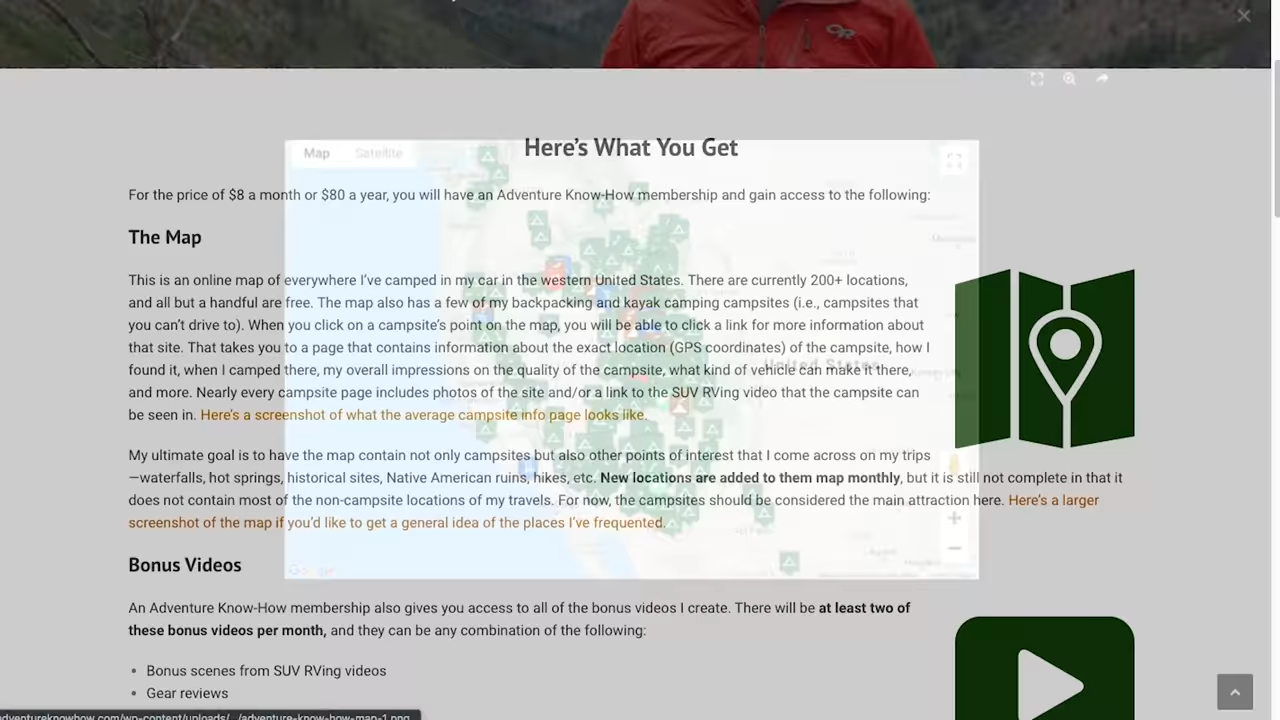 Here's What You Get
Map Satellite
For the price of $8 a month or $80 a year, you will have an Adventure Know-How membership and gain access to the following:
The Map
This is an online map of everywhere I've camped in my car in the western United States. There are currently 200+ locations,
and all but a handful are free. The map also has a few of my backpacking and kayak camping campsites (i.e., campsites that
you can't drive to). When you click on a campsite's point on the map, you will be able to click a link for more information about
that site. That takes you to a page that contains information about the exact location (GPS coordinates) of the campsite, how I
found it, when I camped there, my overall impressions on the quality of the campsite, what kind of vehicle can make it there,
United States
and more. Nearly every campsite page includes photos of the site and/or a link to the SUV RVing video that the campsite can
be seen in. Here's a screenshot of what the average campsite info page looks like.
My ultimate goal is to have the map contain not only campsites but also other points of interest that I come across on my trips
—waterfalls, hot springs, historical sites, Native American ruins, hikes, etc. New locations are added to them map monthly, but it is still not complete in that it
does not contain most of the non-campsite locations of my travels. For now, the campsites should be considered the main attraction here. Here's a larger
screenshot of the map if you'd like to get a general idea of the places I've frequented.
Bonus Videos
An Adventure Know-How membership also gives you access to all of the bonus videos I create. There will be at least two of
these bonus videos per month, and they can be any combination of the following:
• Bonus scenes from SUV RVing videos
• Gear reviews
adventureknowhow.com/wp-content/uploads/.../adventure-know-how-map-1.png